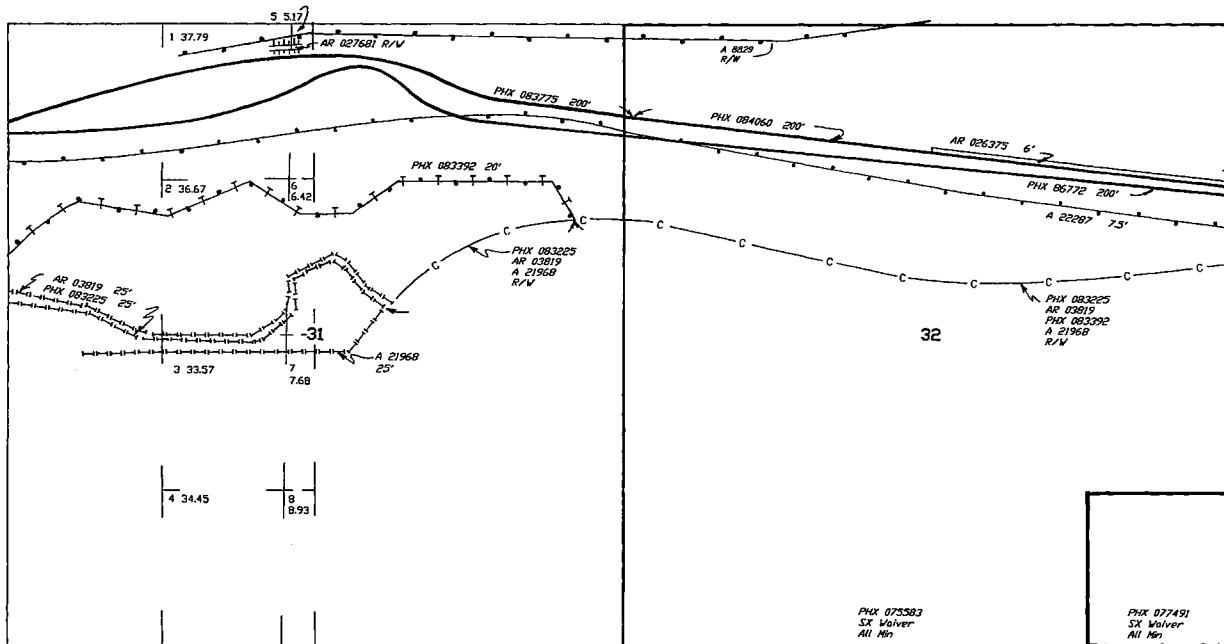 5 5.17
1 37.79
AR 027681 R/W
A 8829
R/W
PHX 083775 200'
PHX 084060 200'
AR 026375 6'
PHX 86772 200'
A 22287 7.5'
2 36.67
6
6.42
PHX 083392 20'
C C C C C C C C C
PHX 083225
AR 03819
A 21968
R/W
AR 03819 25'
PHX 083225 25'
PHX 083225
AR 03819
PHX 083392
A 21968
R/W
31
32
3 33.57
7
7.68
A 21968
25'
4 34.45
8
8.93
PHX 075583
SX Waiver
All Min
PHX 077491
SX Waiver
All Min